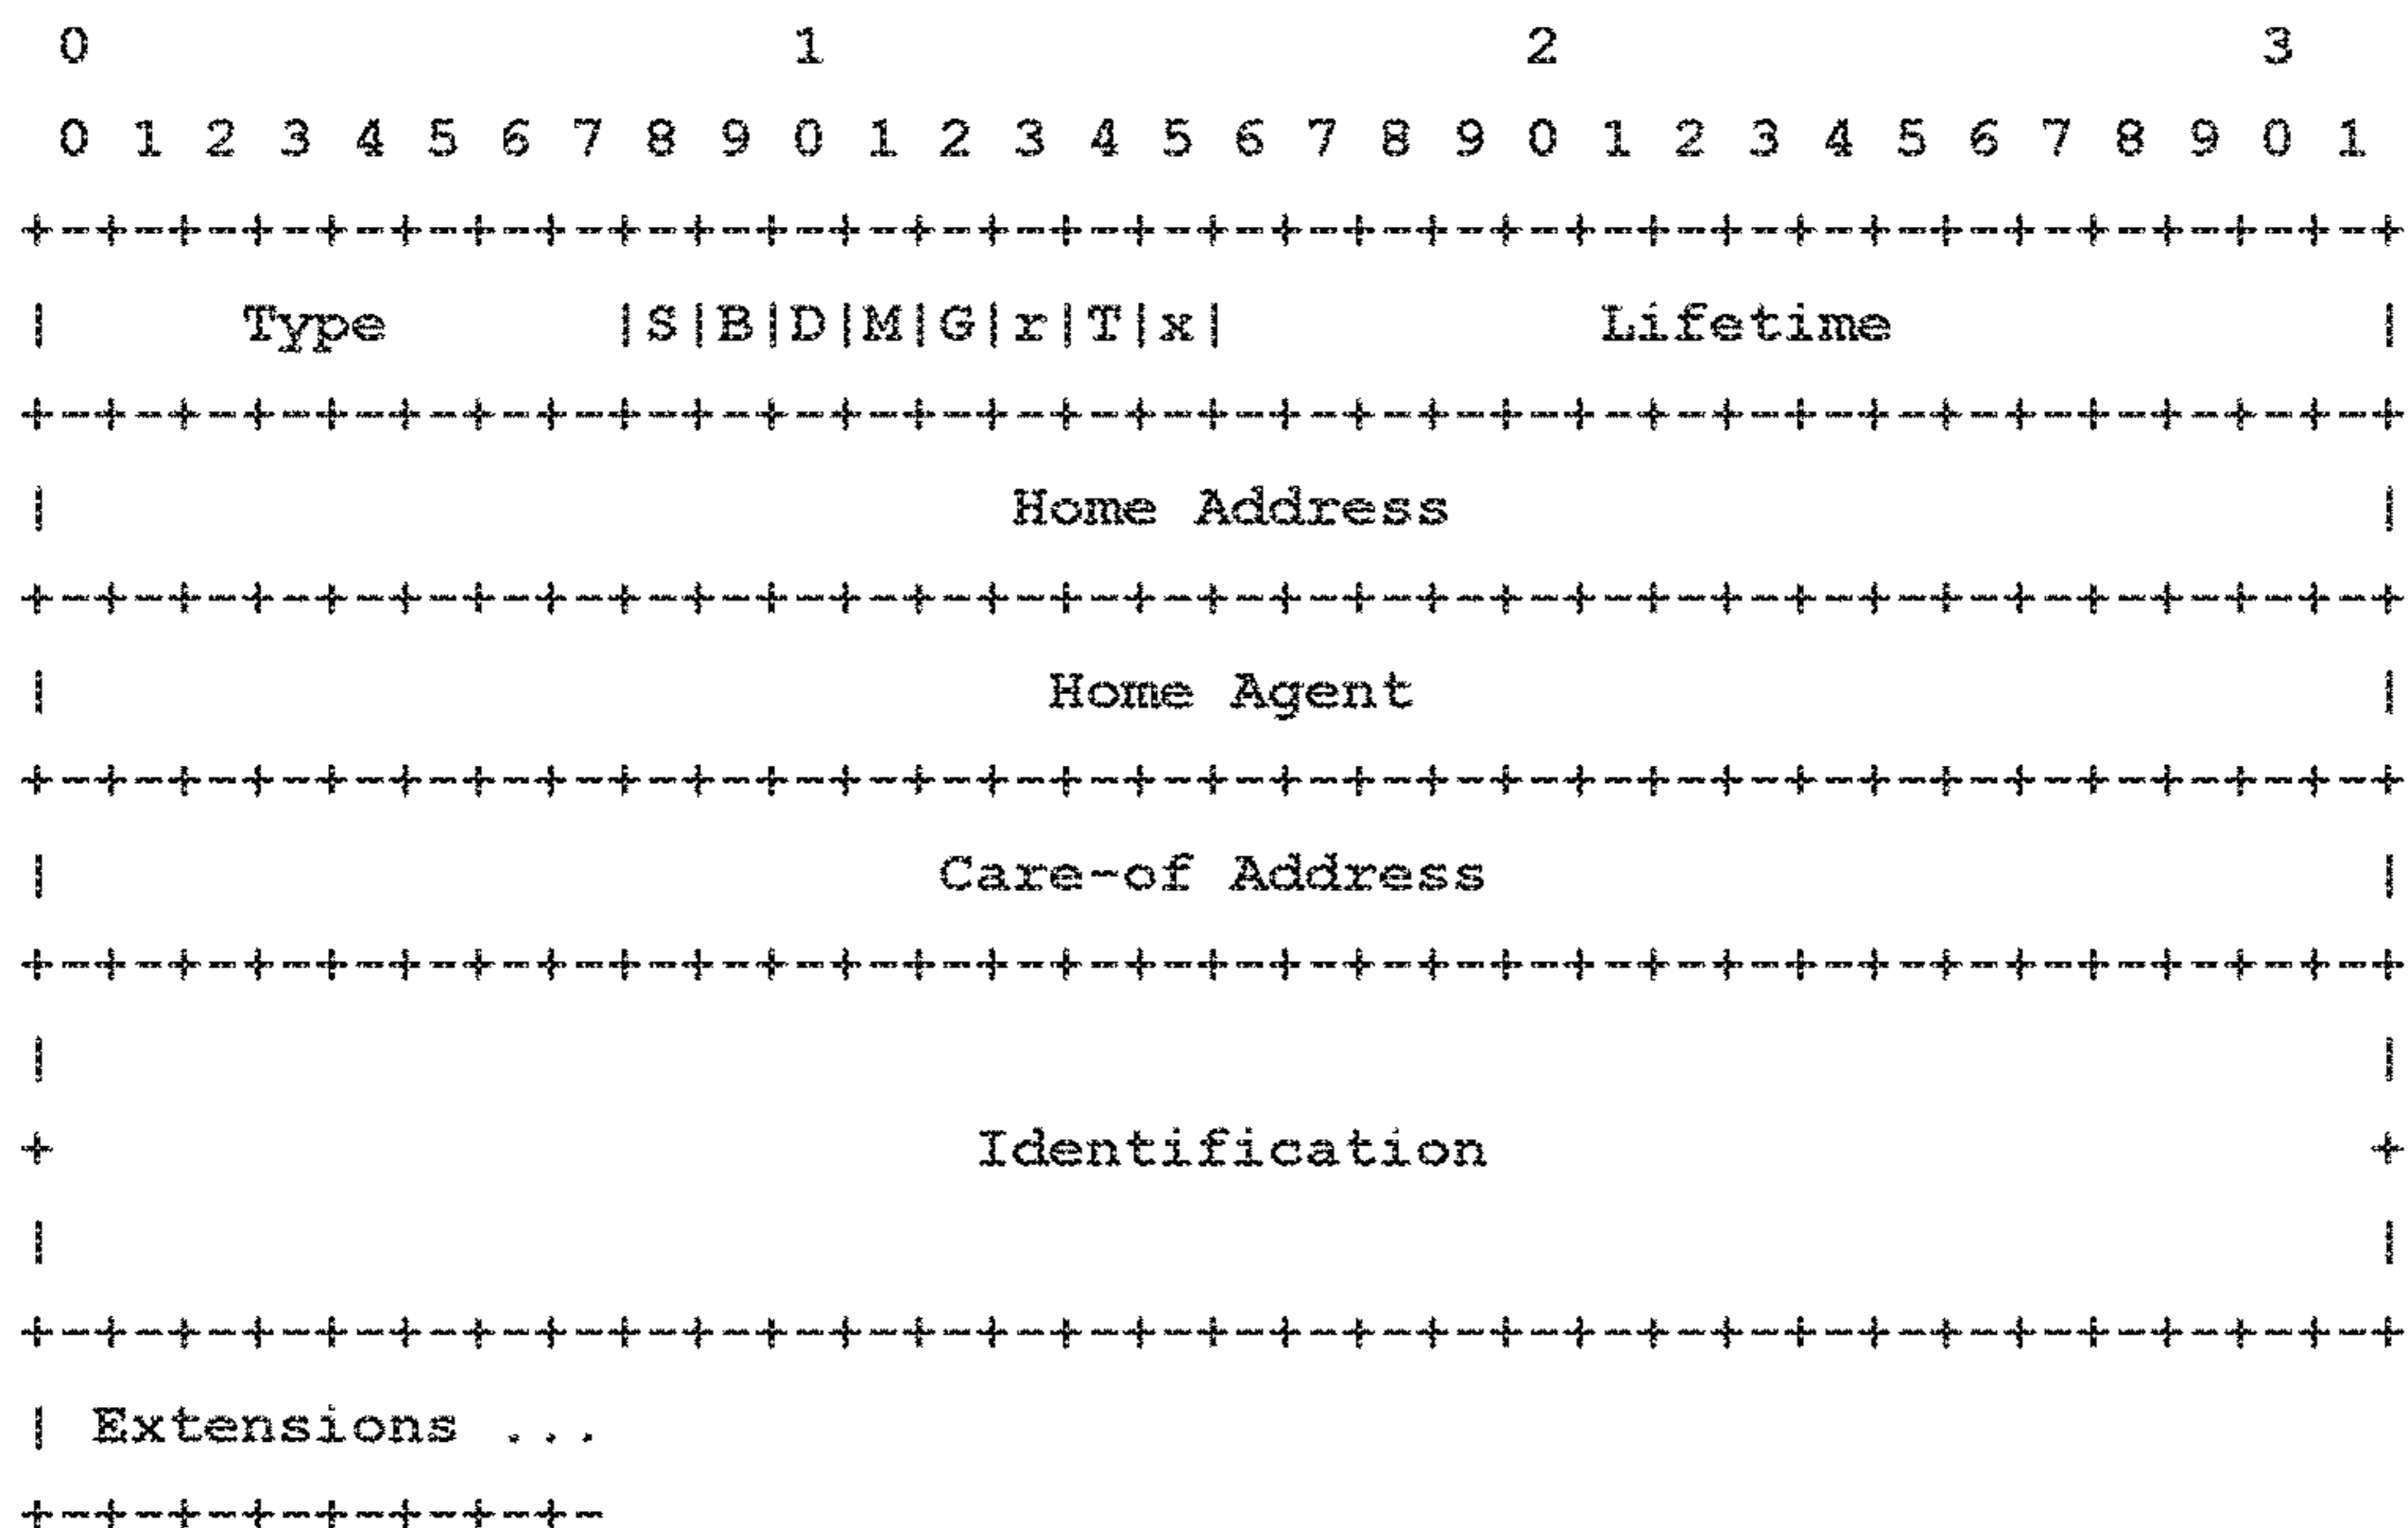 0                   1                   2                   3
 0 1 2 3 4 5 6 7 8 9 0 1 2 3 4 5 6 7 8 9 0 1 2 3 4 5 6 7 8 9 0 1
+-+-+-+-+-+-+-+-+-+-+-+-+-+-+-+-+-+-+-+-+-+-+-+-+-+-+-+-+-+-+-+-+
|     Type      |S|B|D|M|G|r|T|x|          Lifetime             |
+-+-+-+-+-+-+-+-+-+-+-+-+-+-+-+-+-+-+-+-+-+-+-+-+-+-+-+-+-+-+-+-+
|                          Home Address                         |
+-+-+-+-+-+-+-+-+-+-+-+-+-+-+-+-+-+-+-+-+-+-+-+-+-+-+-+-+-+-+-+-+
|                           Home Agent                          |
+-+-+-+-+-+-+-+-+-+-+-+-+-+-+-+-+-+-+-+-+-+-+-+-+-+-+-+-+-+-+-+-+
|                        Care-of Address                        |
+-+-+-+-+-+-+-+-+-+-+-+-+-+-+-+-+-+-+-+-+-+-+-+-+-+-+-+-+-+-+-+-+
|                                                               |
+                         Identification                        +
|                                                               |
+-+-+-+-+-+-+-+-+-+-+-+-+-+-+-+-+-+-+-+-+-+-+-+-+-+-+-+-+-+-+-+-+
| Extensions ...
+-+-+-+-+-+-+-+-